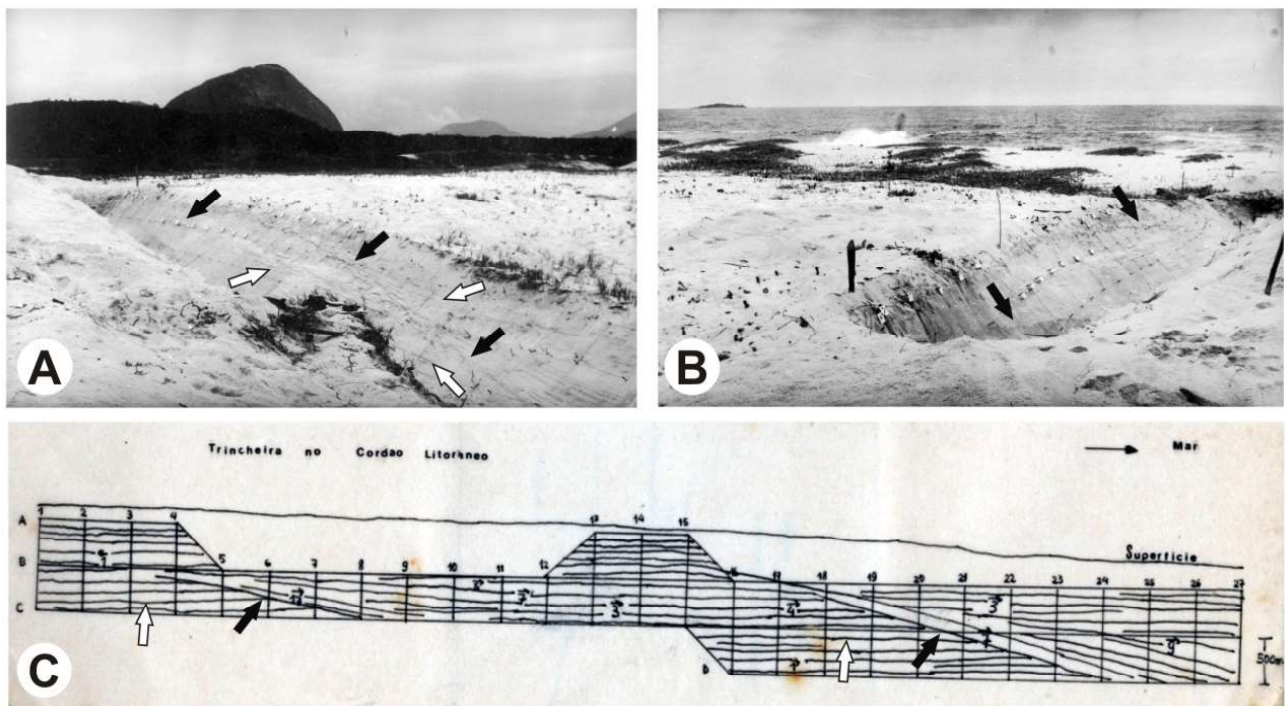 A
B
Trincheira no Cordao Litoraneo
Mar
1 2 3 4 13 14 15
A
Superficie
B 5 6 7 8 9 10 11 12 17 18 19 20 21 22 23 24 25 26 27
C
D
500m
C